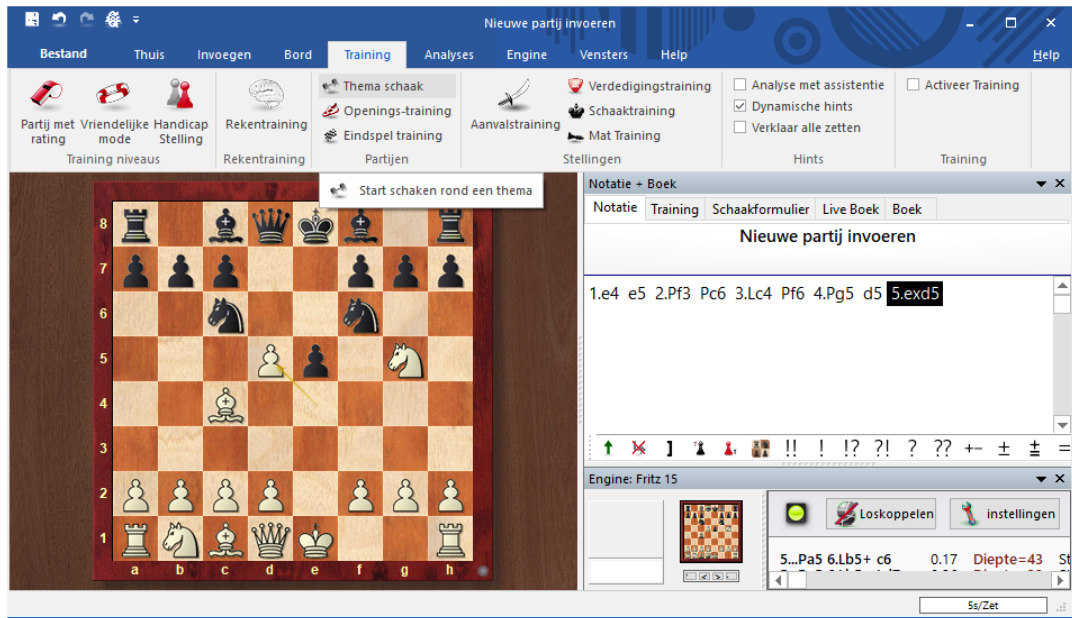 Nieuwe partij invoeren
Bestand Thuis Invoegen Bord Training Analyses Engine Vensters Help Help
Partij met rating
Vriendelijke mode
Handicap Stelling
Training niveaus
Rekentraining
Rekentraining
Thema schaak
Openings-training
Eindspel training
Partijen
Aanvalstraining
Verdedigingstraining
Schaaktraining
Mat Training
Stellingen
Analyse met assistentie
Dynamische hints
Verklaar alle zetten
Hints
Activeer Training
Training
Start schaken rond een thema
8
7
6
5
4
3
2
1
a b c d e f g h
Notatie + Boek
Notatie Training Schaakformulier Live Boek Boek
Nieuwe partij invoeren
1.e4 e5 2.Pf3 Pc6 3.Lc4 Pf6 4.Pg5 d5 5.exd5
!! ! !? ?! ? ?? +− ± ⩲ =
Engine: Fritz 15
Loskoppelen instellingen
5...Pa5 6.Lb5+ c6 0.17 Diepte=43 St
5s/Zet